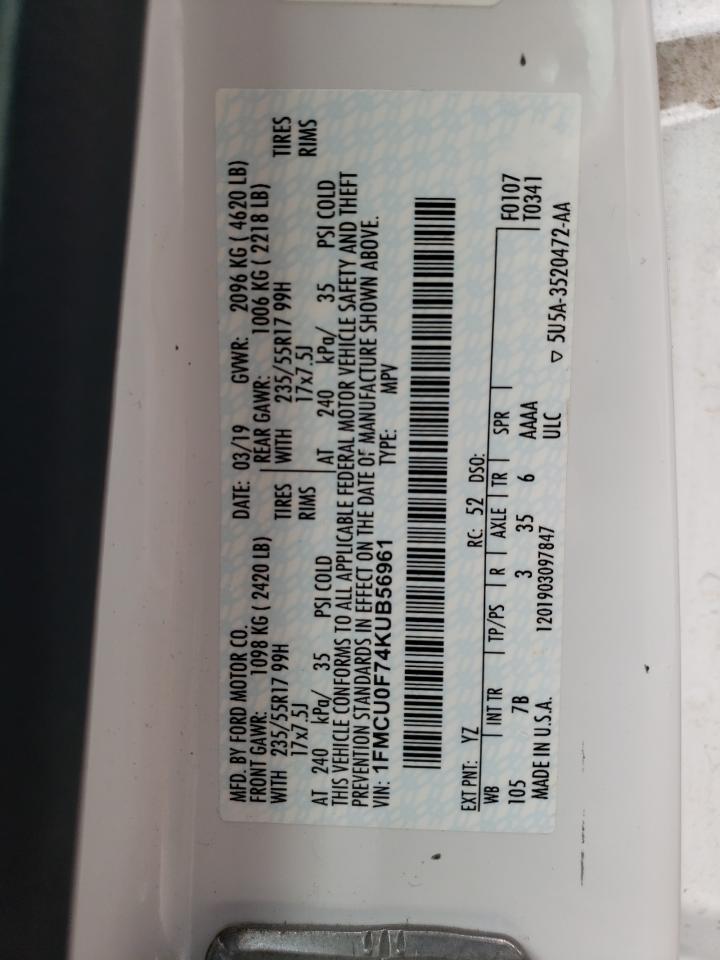 MFD. BY FORD MOTOR CO.
DATE: 03/19 GVWR: 2096 KG ( 4620 LB)
FRONT GAWR: 1098 KG ( 2420 LB) REAR GAWR: 1006 KG ( 2218 LB)
WITH 235/55R17 99H TIRES WITH 235/55R17 99H TIRES
17x7.5J RIMS 17x7.5J RIMS
AT 240 kPa/ 35 PSI COLD AT 240 kPa/ 35 PSI COLD
THIS VEHICLE CONFORMS TO ALL APPLICABLE FEDERAL MOTOR VEHICLE SAFETY AND THEFT
PREVENTION STANDARDS IN EFFECT ON THE DATE OF MANUFACTURE SHOWN ABOVE.
VIN: 1FMCU0F74KUB56961 TYPE: MPV
EXT PNT: YZ RC: 52 DSO:
WB INT TR TP/PS R AXLE TR SPR F0107
105 7B 3 35 6 AAAA T0341
MADE IN U.S.A. 1201903097847 ULC ▽ 5U5A-3520472-AA